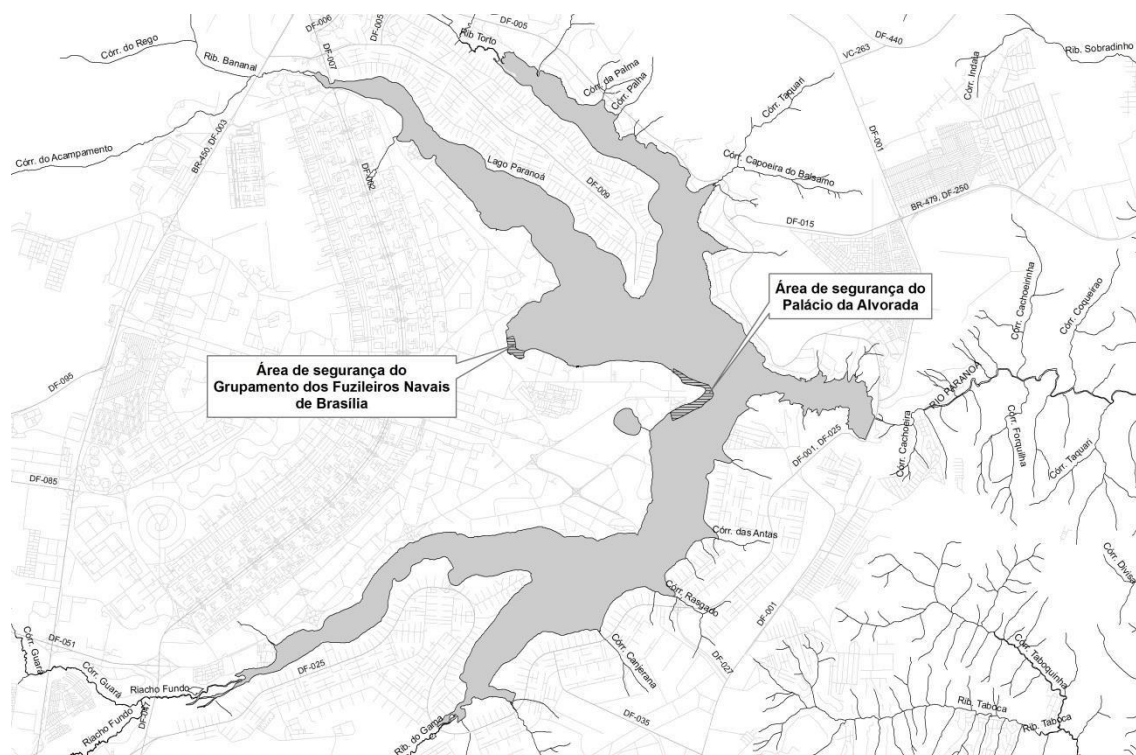 DF-006
DF-005
DF-005
Rib Torto
DF-440
VC-263
Rib. Sobradinho
Córr. do Rego
DF-007
Córr. Indaia
Rib. Bananal
Córr. da Palma
Córr. Palha
Córr. Taquari
DF-001
BR-450, DF-003
Córr. do Acampamento
Lago Paranoá
Córr. Capoeira do Balsamo
DF-002
DF-009
BR-479, DF-250
DF-015
Área de segurança do
Palácio da Alvorada
Córr. Cachoeirinha
Córr. Coqueirao
Área de segurança do
Grupamento dos Fuzileiros Navais
de Brasília
DF-095
RIO PARANOÁ
Córr. Cachoeira
Córr. Forquilha
Córr. Taquari
DF-001, DF-025
DF-085
Córr. das Antas
Córr. Divisa
Córr. Rasgado
DF-001
Córr. Guará
DF-051
Córr. Guará
DF-025
Córr. Canjerana
DF-027
Córr. Taboquinha
Riacho Fundo
DF-047
Riacho Fundo
Rib. do Gama
DF-035
Rib. Taboca
Rib. Taboca